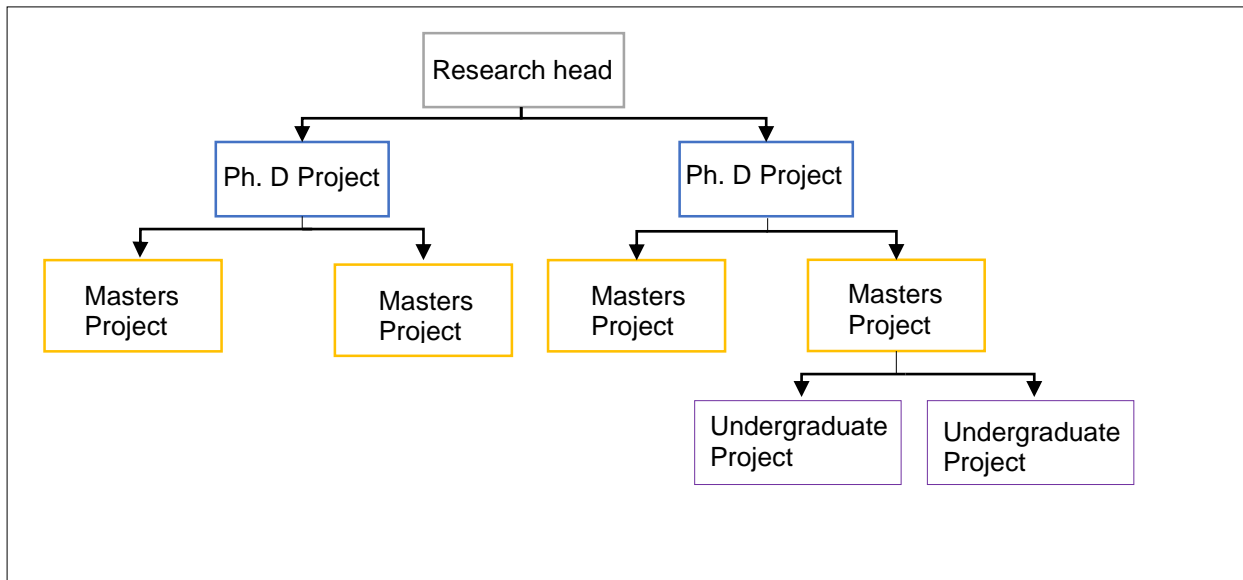 Research head
Ph. D Project
Ph. D Project
Masters
Project
Masters
Project
Masters
Project
Masters
Project
Undergraduate
Project
Undergraduate
Project